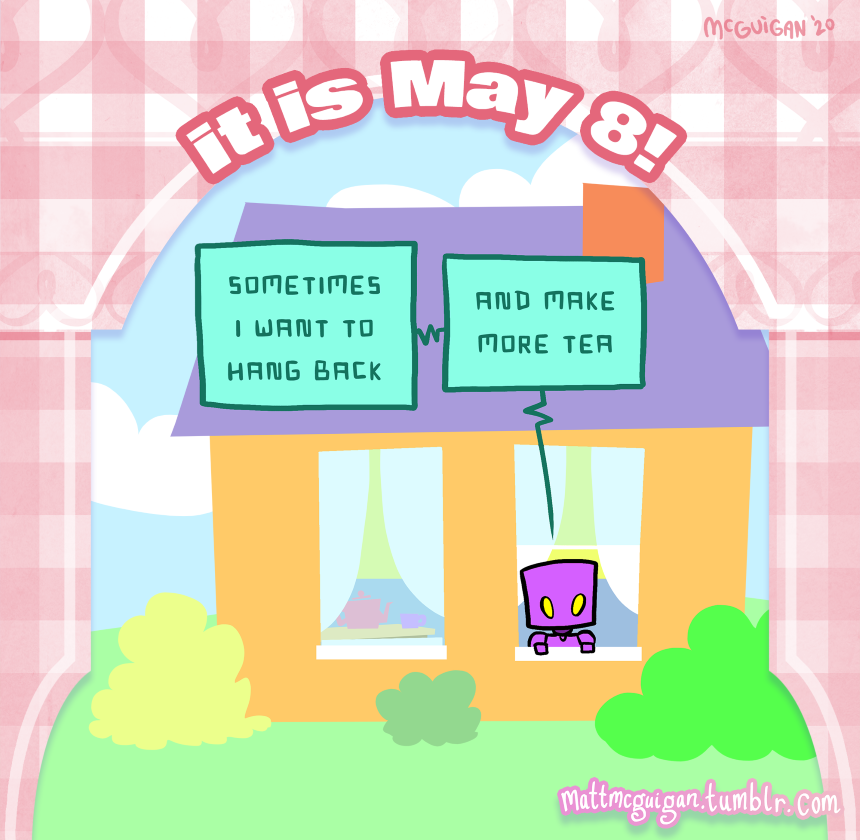 McGUiGAN '20
it is May 8!
SOMETIMES
I WANT TO
HANG BACK
AND MAKE
MORE TEA
mattmcguigan.tumblr.com